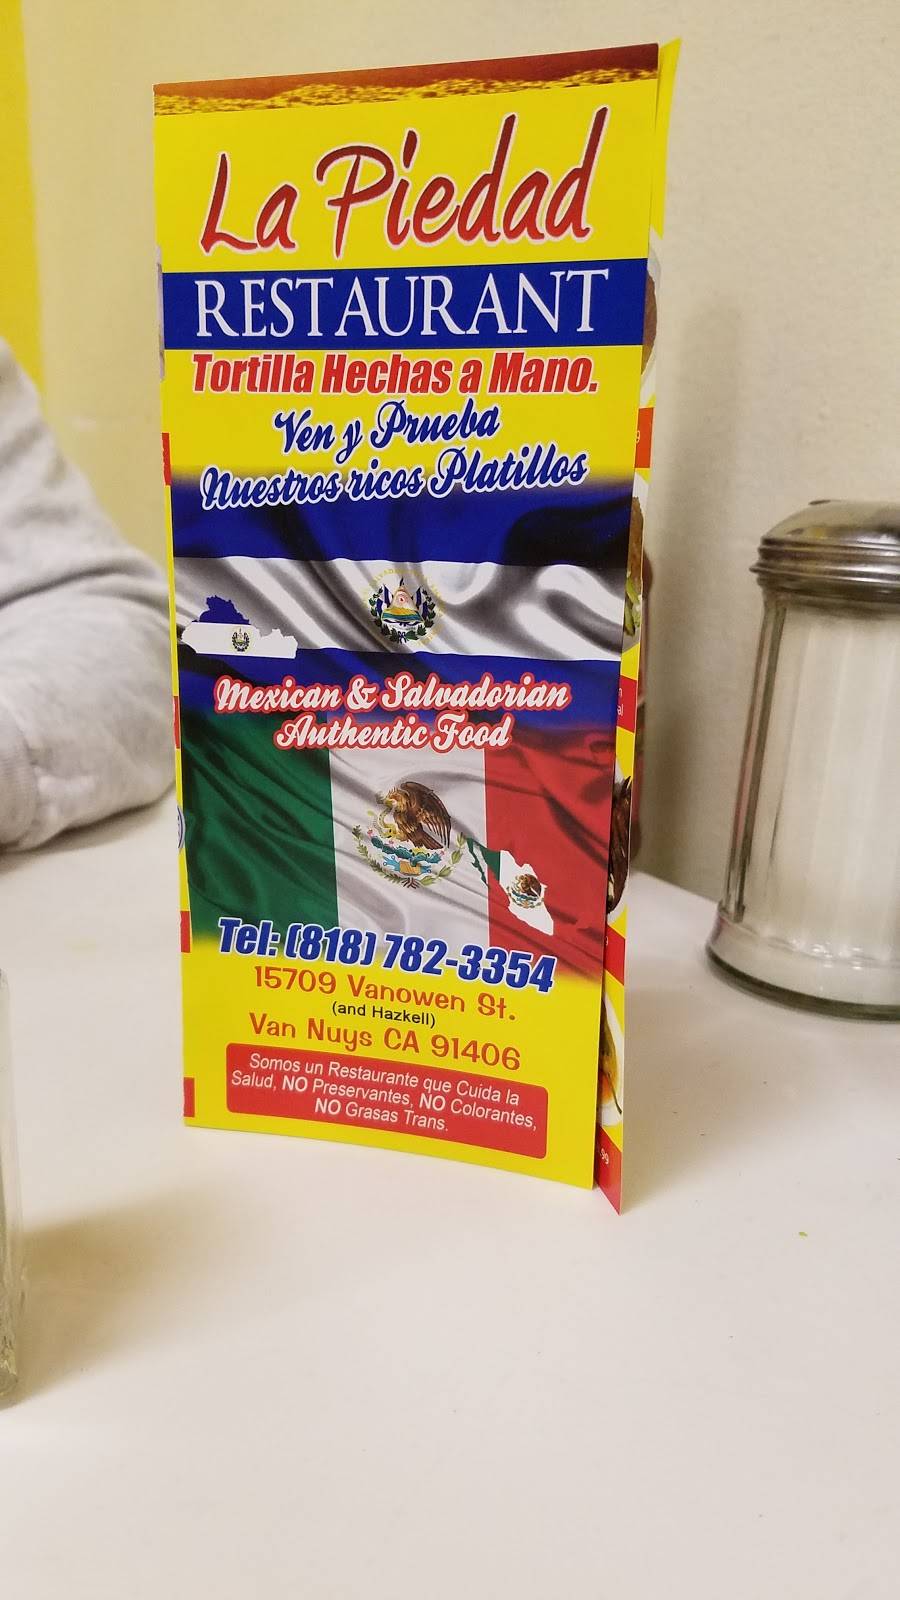 La Piedad
RESTAURANT
Tortilla Hechas a Mano.
Ven y Prueba
Nuestros ricos Platillos
Mexican & Salvadorian
Authentic Food
Tel: (818) 782-3354
15709 Vanowen St.
(and Hazkell)
Van Nuys CA 91406
Somos un Restaurante que Cuida la
Salud, NO Preservantes, NO Colorantes,
NO Grasas Trans.